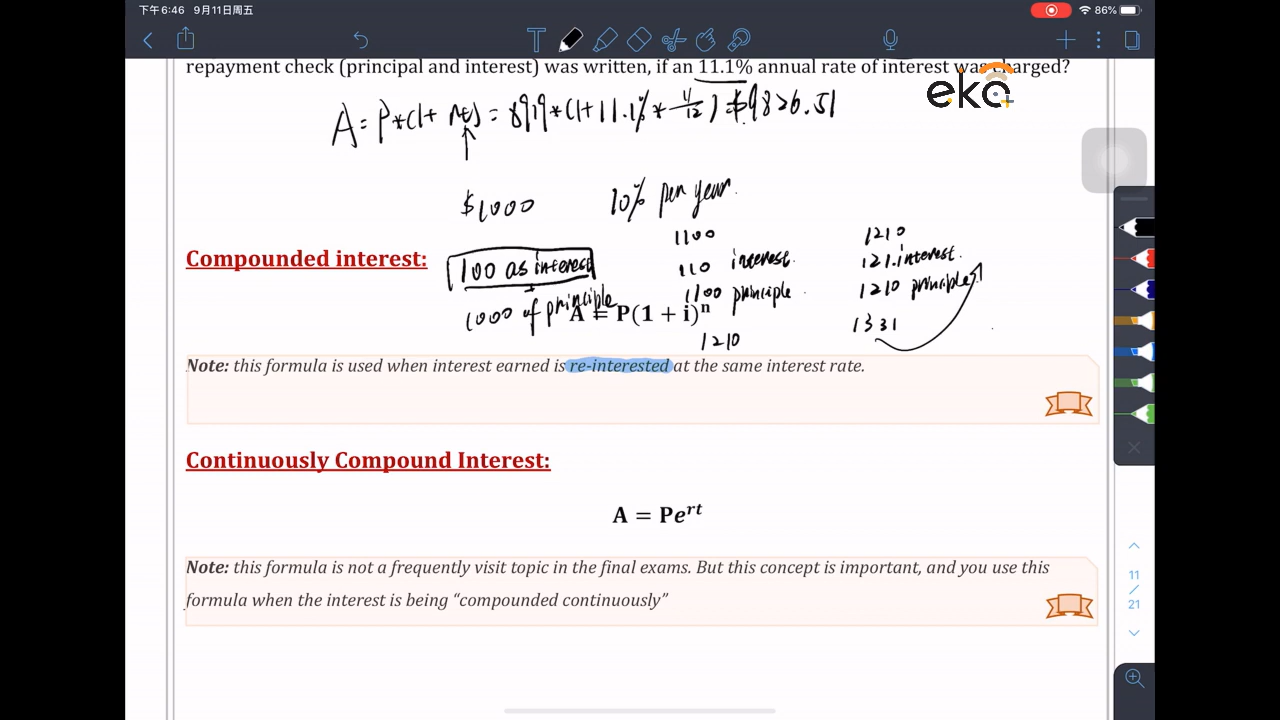 下午6:46 9月11日周五
86%
repayment check (principal and interest) was written, if an 11.1% annual rate of interest was charged?
eka
A = P*(1+ rt) = 8919*(1+11.1%* 11/12) = $9826.51
$1000 10% per year.
1100
1210
Compounded interest:
100 as interest
110 interest.
121.interest.
+
1000 of principle
1100 principle
1210 principle
A = P(1 + i)ⁿ
1331
1210
Note: this formula is used when interest earned is re-interested at the same interest rate.
Continuously Compound Interest:
A = Peʳᵗ
Note: this formula is not a frequently visit topic in the final exams. But this concept is important, and you use this
formula when the interest is being “compounded continuously”
11
/
21